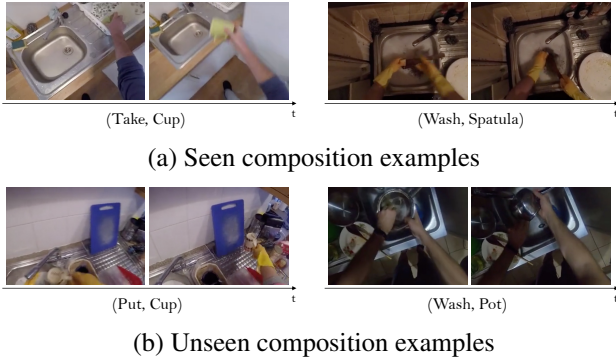 t
t
(Take, Cup)
(Wash, Spatula)
(a) Seen composition examples
t
t
(Put, Cup)
(Wash, Pot)
(b) Unseen composition examples